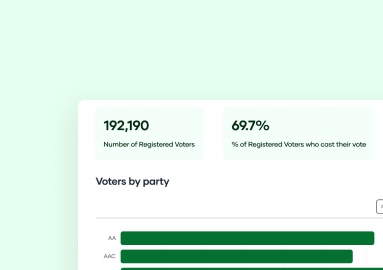 192,190
69.7%
Number of Registered Voters
% of Registered Voters who cast their vote
Voters by party
AA
AAC